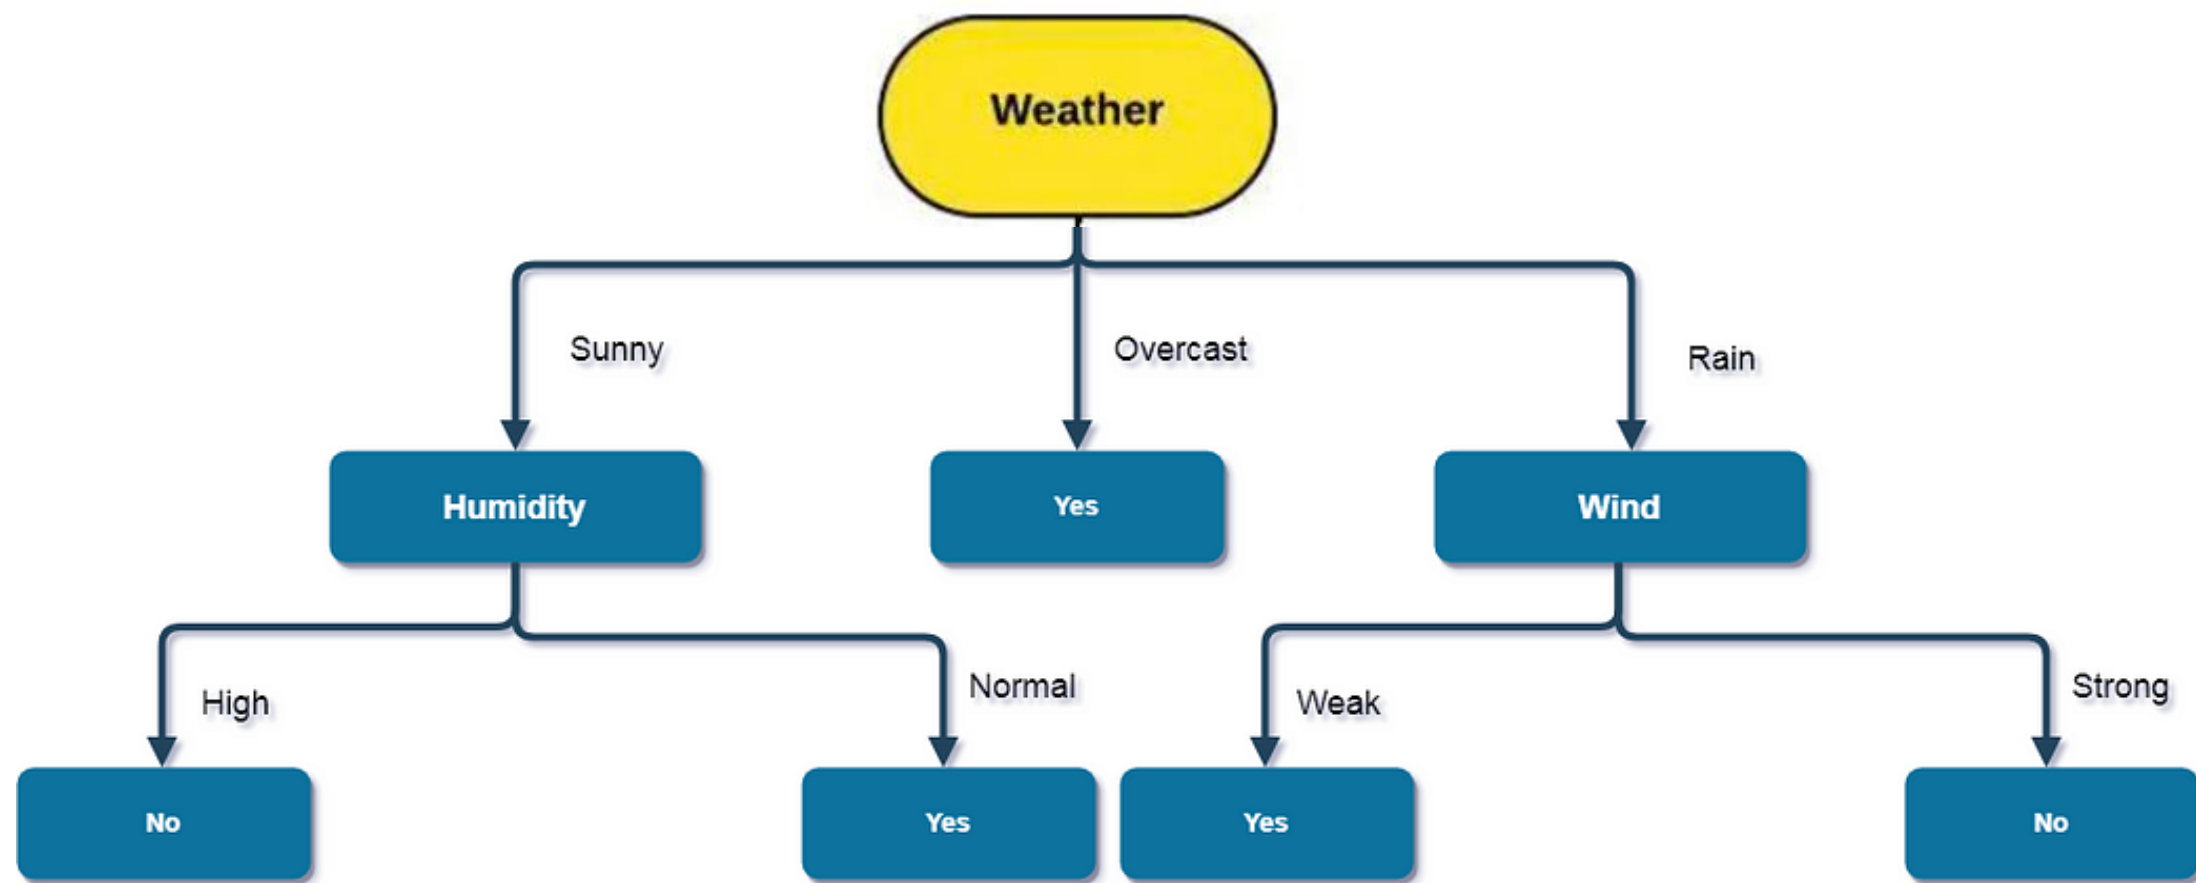 Weather
Sunny
Overcast
Rain
Humidity
Yes
Wind
High
Normal
Weak
Strong
No
Yes
Yes
No